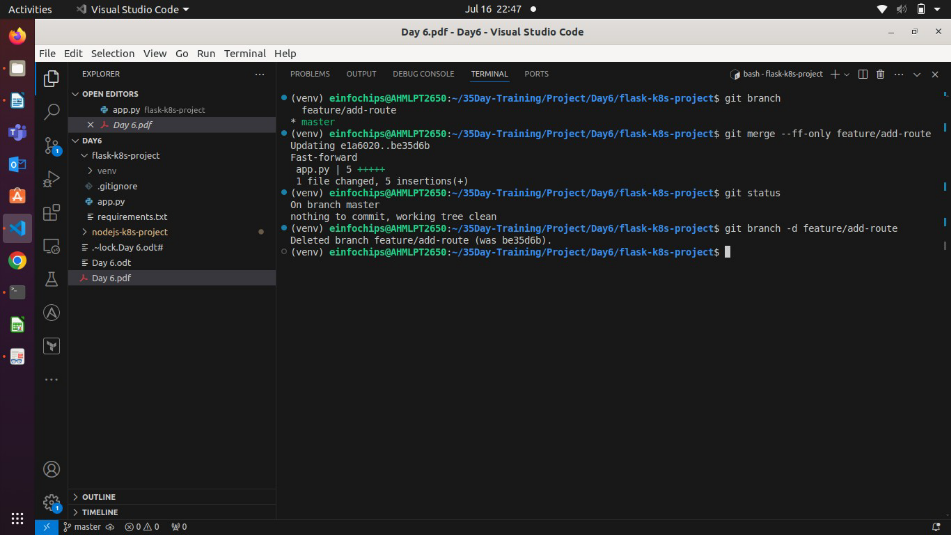 Activities
Visual Studio Code
Jul 16 22:47
Day 6.pdf - Day6 - Visual Studio Code
File Edit Selection View Go Run Terminal Help
EXPLORER
OPEN EDITORS
app.py flask-k8s-project
Day 6.pdf
DAY6
flask-k8s-project
venv
.gitignore
app.py
requirements.txt
nodejs-k8s-project
.~lock.Day 6.odt#
Day 6.odt
Day 6.pdf
OUTLINE
TIMELINE
PROBLEMS OUTPUT DEBUG CONSOLE TERMINAL PORTS
bash - flask-k8s-project
(venv) einfochips@AHMLPT2650:~/35Day-Training/Project/Day6/flask-k8s-project$ git branch
feature/add-route
* master
(venv) einfochips@AHMLPT2650:~/35Day-Training/Project/Day6/flask-k8s-project$ git merge --ff-only feature/add-route
Updating e1a6020..be35d6b
Fast-forward
app.py | 5 +++++
1 file changed, 5 insertions(+)
(venv) einfochips@AHMLPT2650:~/35Day-Training/Project/Day6/flask-k8s-project$ git status
On branch master
nothing to commit, working tree clean
(venv) einfochips@AHMLPT2650:~/35Day-Training/Project/Day6/flask-k8s-project$ git branch -d feature/add-route
Deleted branch feature/add-route (was be35d6b).
(venv) einfochips@AHMLPT2650:~/35Day-Training/Project/Day6/flask-k8s-project$
1
1
master 0 0 0